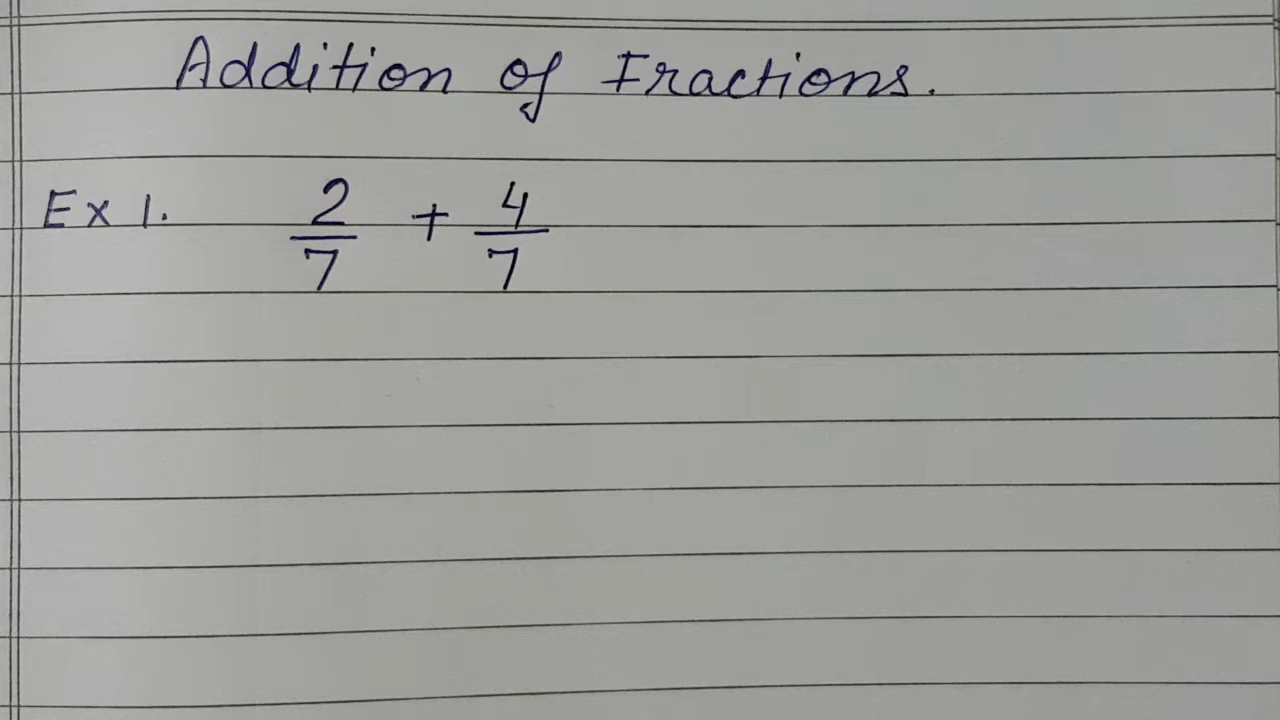 Addition of Fractions.
Ex 1. 2/7 + 4/7